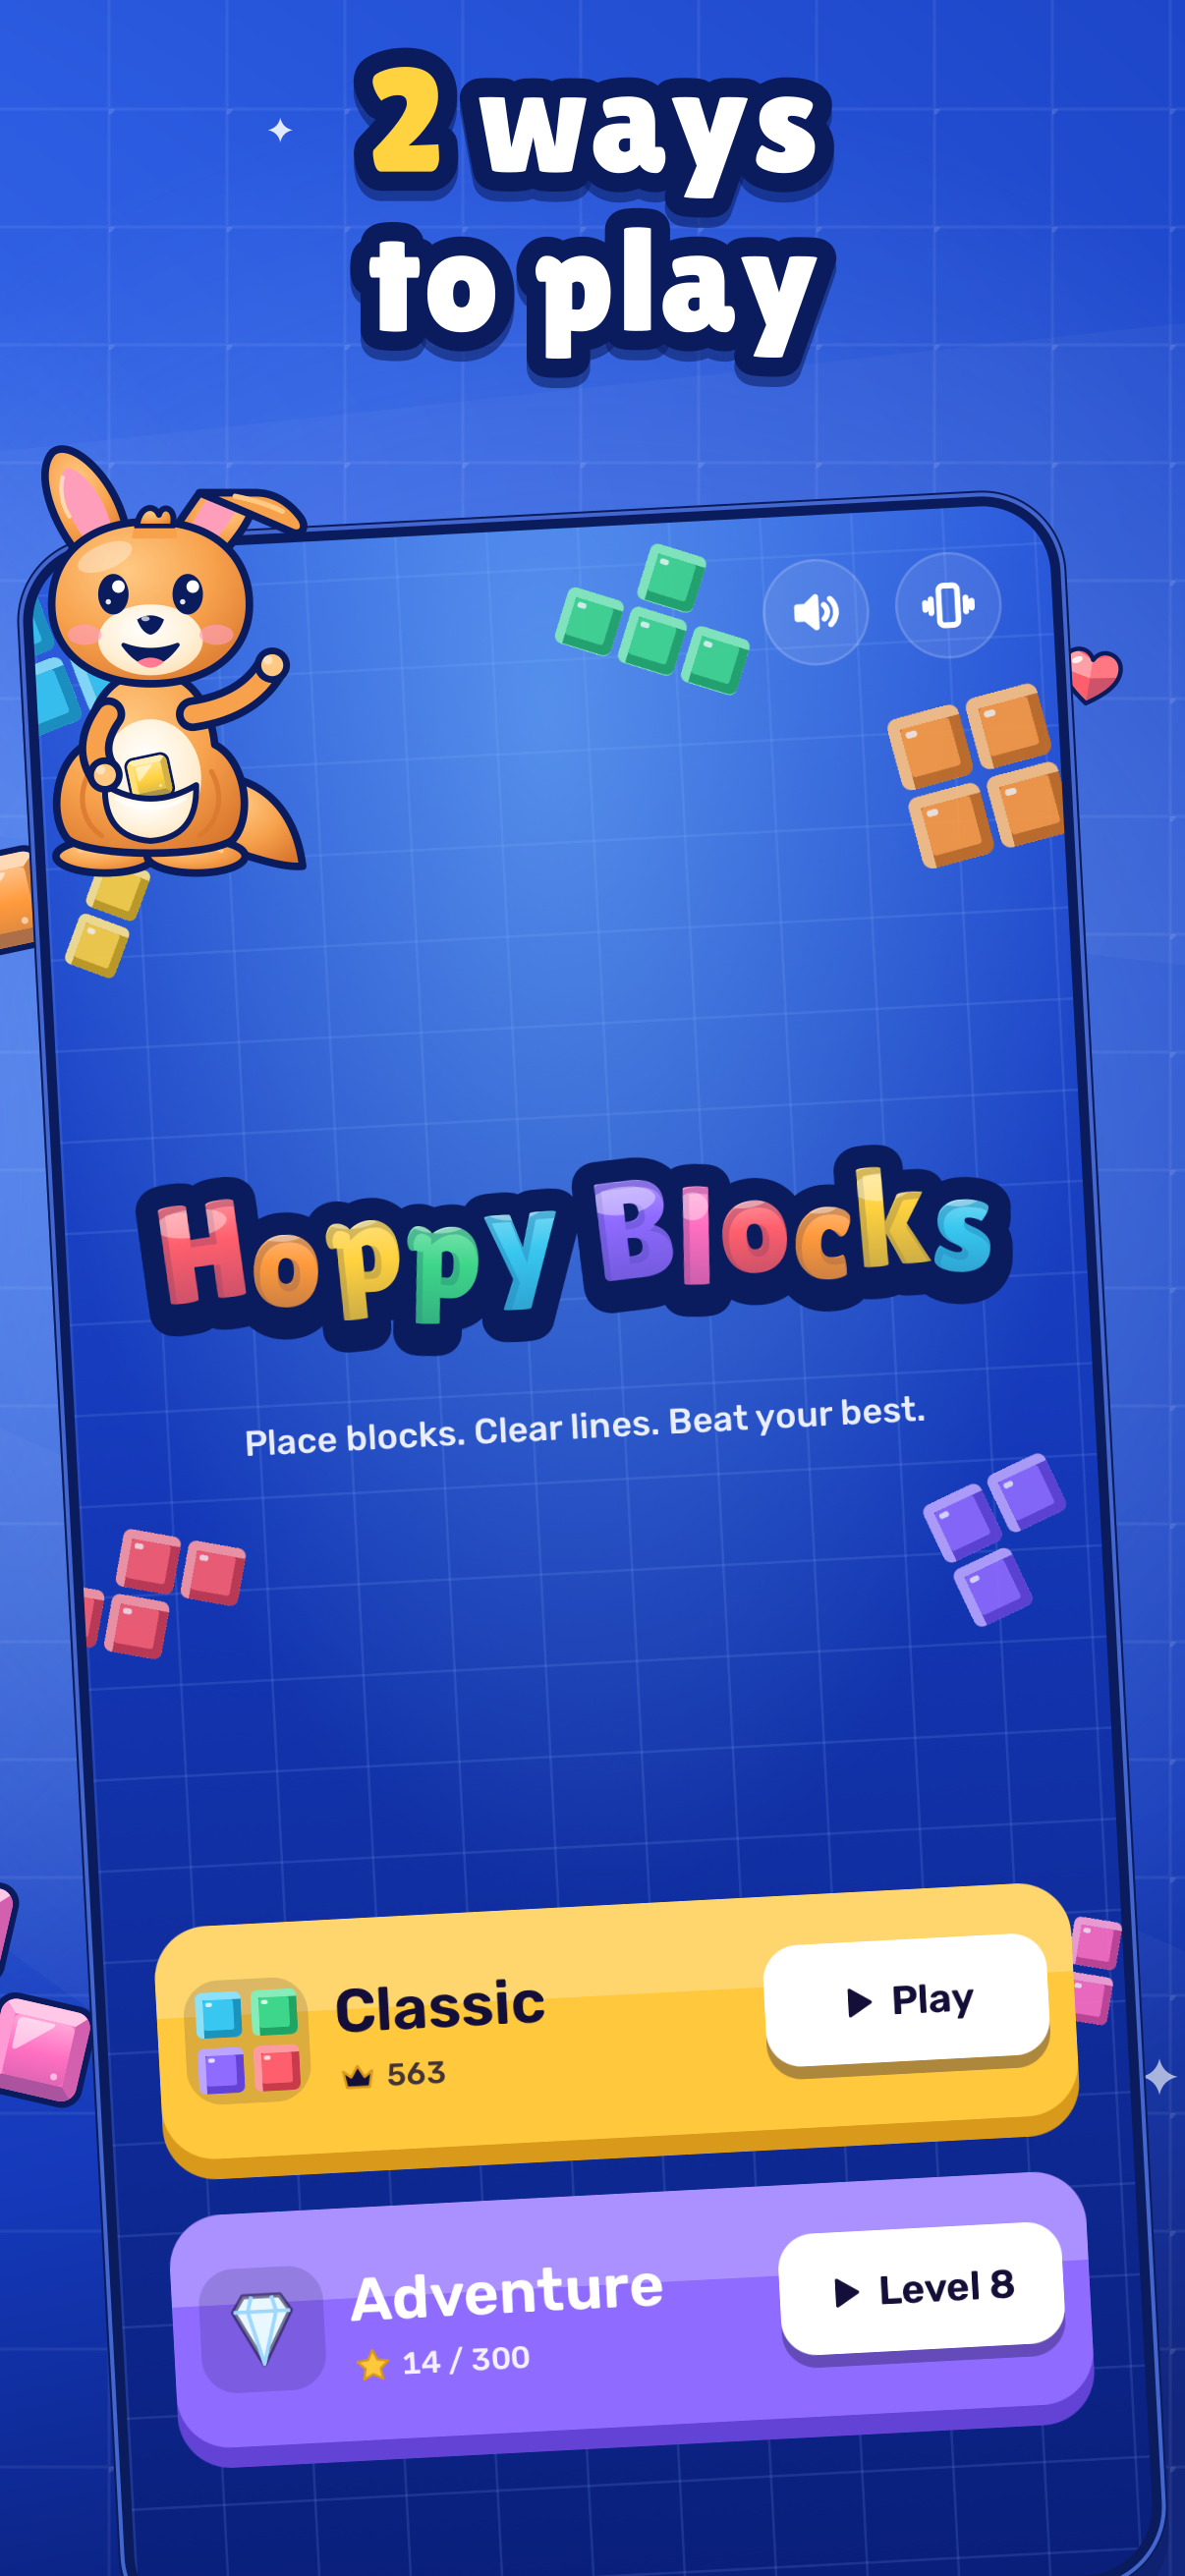 2 ways
to play
Hoppy Blocks
Place blocks. Clear lines. Beat your best.
Classic
563
Play
Adventure
14 / 300
Level 8